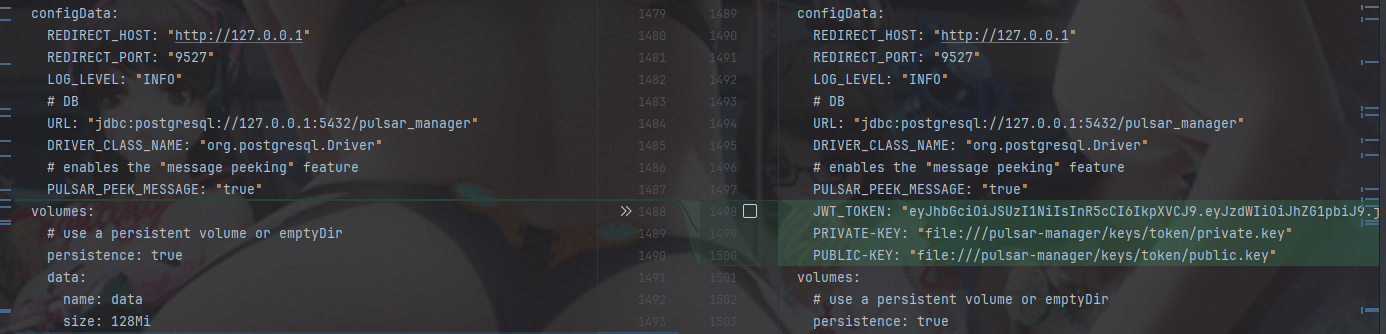 configData:
REDIRECT_HOST: "http://127.0.0.1"
REDIRECT_PORT: "9527"
LOG_LEVEL: "INFO"
# DB
URL: "jdbc:postgresql://127.0.0.1:5432/pulsar_manager"
DRIVER_CLASS_NAME: "org.postgresql.Driver"
# enables the "message peeking" feature
PULSAR_PEEK_MESSAGE: "true"
volumes:
# use a persistent volume or emptyDir
persistence: true
data:
name: data
size: 128Mi
1479 1489
1480 1490
1481 1491
1482 1492
1483 1493
1484 1494
1485 1495
1486 1496
1487 1497
1488 1498
1489 1499
1490 1500
1491 1501
1492 1502
1493 1503
configData:
REDIRECT_HOST: "http://127.0.0.1"
REDIRECT_PORT: "9527"
LOG_LEVEL: "INFO"
# DB
URL: "jdbc:postgresql://127.0.0.1:5432/pulsar_manager"
DRIVER_CLASS_NAME: "org.postgresql.Driver"
# enables the "message peeking" feature
PULSAR_PEEK_MESSAGE: "true"
JWT_TOKEN: "eyJhbGciOiJSUzI1NiIsInR5cCI6IkpXVCJ9.eyJzdWIiOiJhZG1pbiJ9.j
PRIVATE-KEY: "file:///pulsar-manager/keys/token/private.key"
PUBLIC-KEY: "file:///pulsar-manager/keys/token/public.key"
volumes:
# use a persistent volume or emptyDir
persistence: true